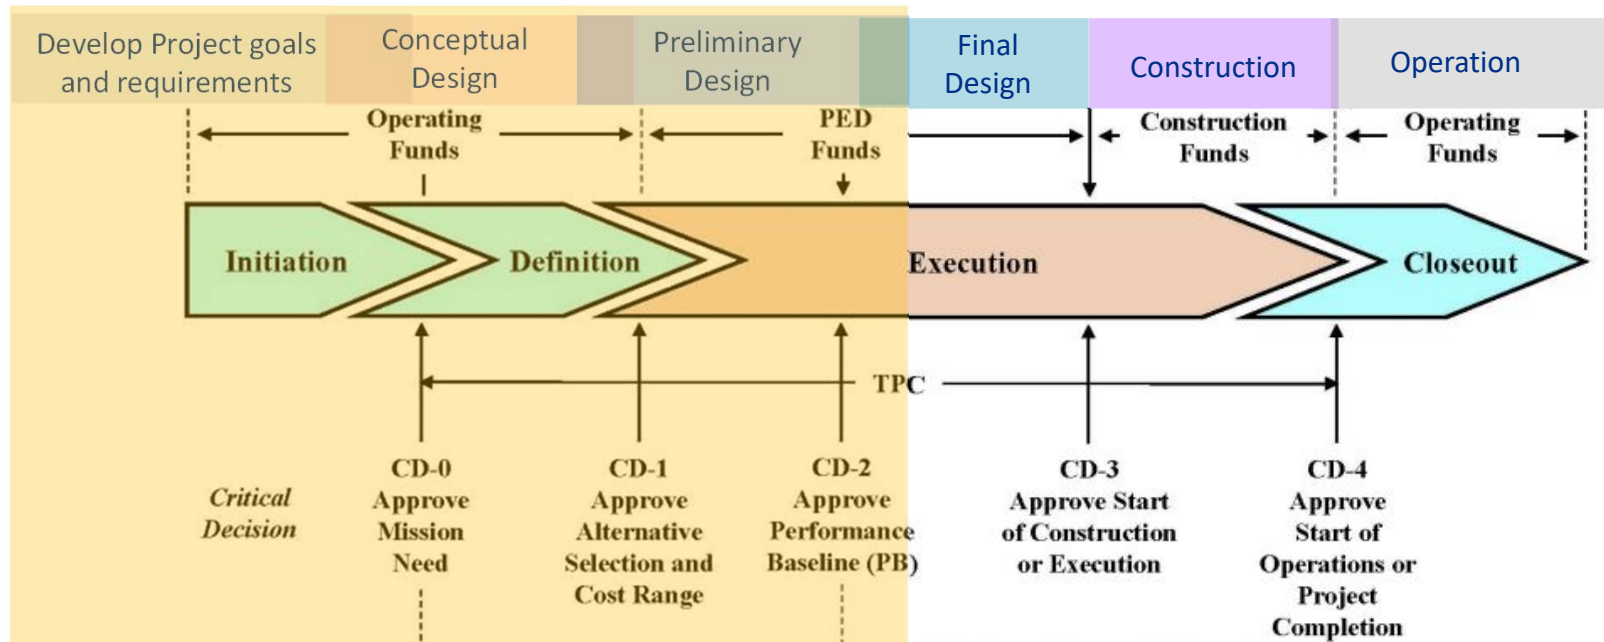 Develop Project goals
and requirements
Conceptual
Design
Preliminary
Design
Final
Design
Construction
Operation
Operating
Funds
PED
Funds
Construction
Funds
Operating
Funds
Initiation
Definition
Execution
Closeout
TPC
Critical
Decision
CD-0
Approve
Mission
Need
CD-1
Approve
Alternative
Selection and
Cost Range
CD-2
Approve
Performance
Baseline (PB)
CD-3
Approve Start
of Construction
or Execution
CD-4
Approve
Start of
Operations or
Project
Completion